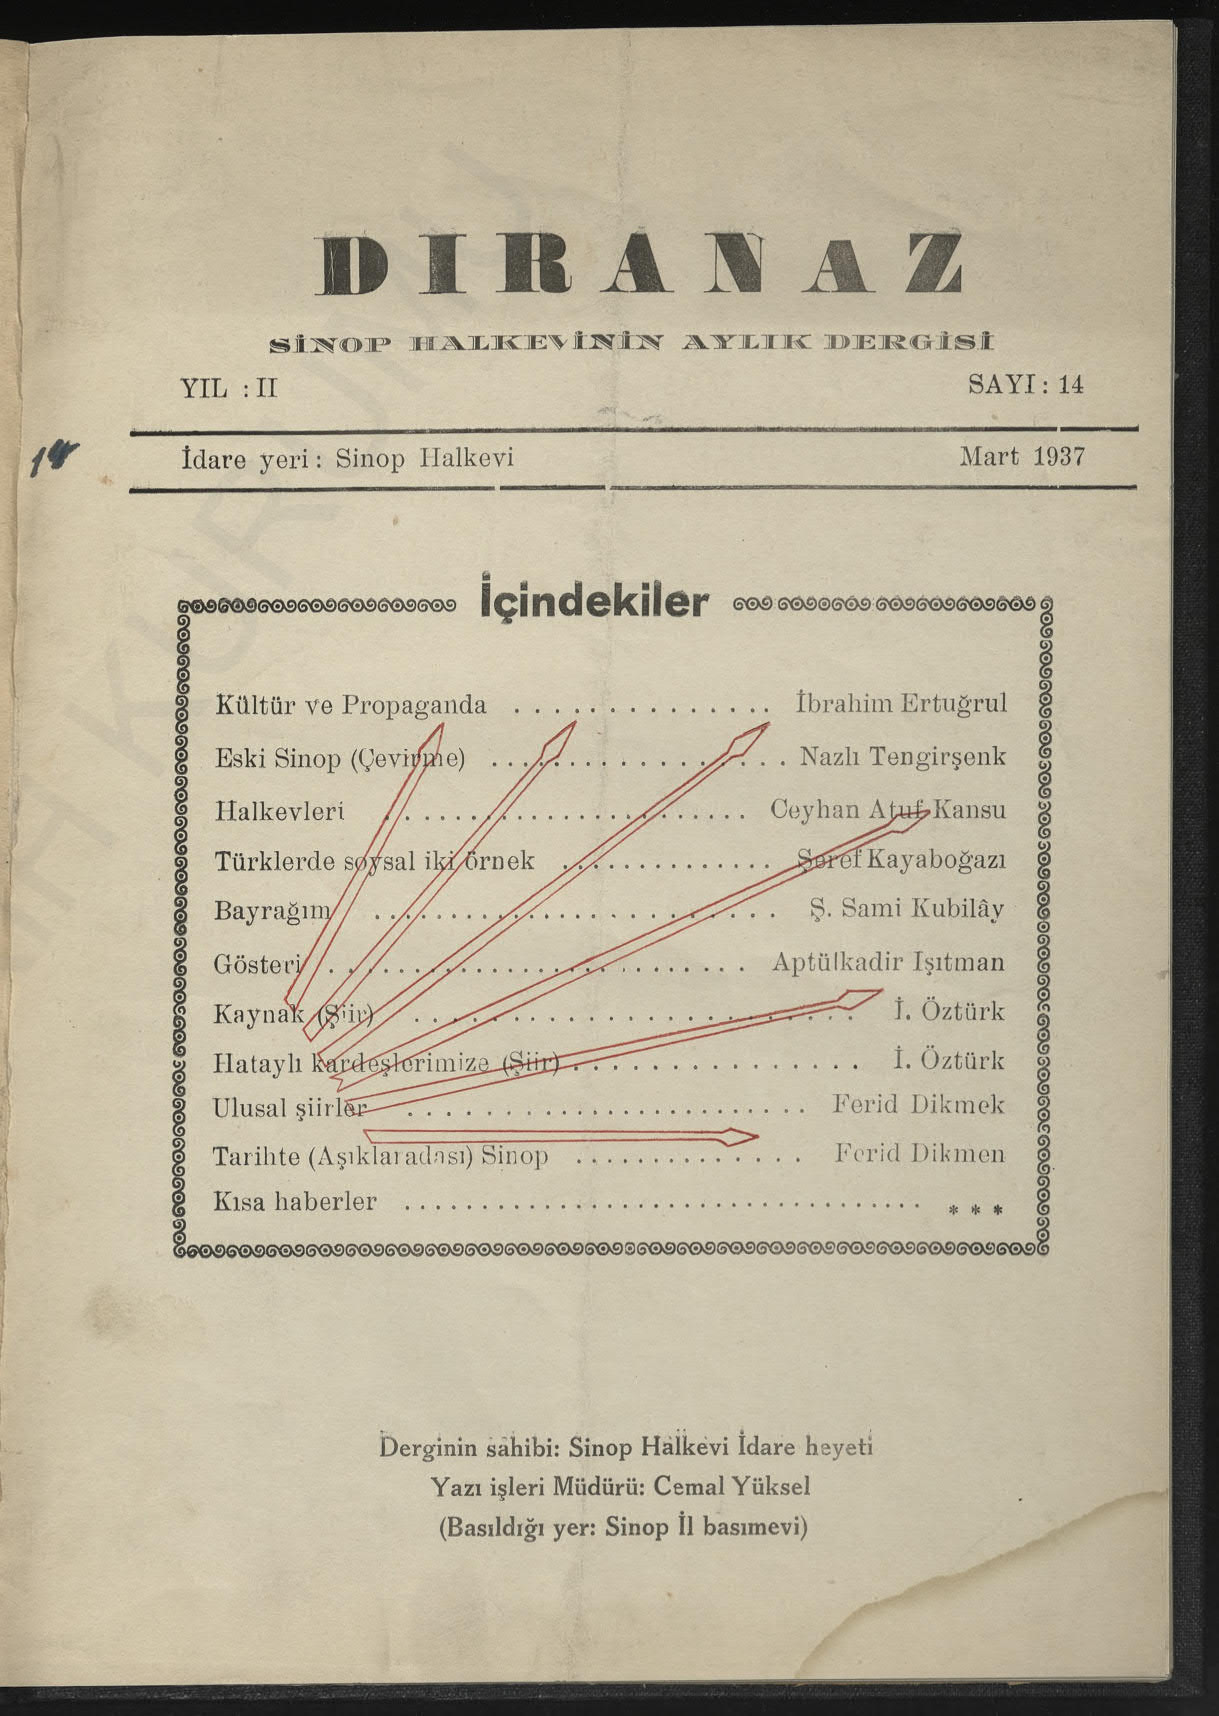 DIRANAZ
SİNOP HALKEVİNİN AYLIK DERGİSİ
YIL : II SAYI: 14
14
İdare yeri: Sinop Halkevi Mart 1937
İçindekiler
Kültür ve Propaganda . . . . . . . . . . . . . . İbrahim Ertuğrul
Eski Sinop (Çevirme) . . . . . . . . . . . . . . . Nazlı Tengirşenk
Halkevleri . . . . . . . . . . . . . . . . . . . Ceyhan Atuf Kansu
Türklerde soysal iki örnek . . . . . . . . . . . . Şeref Kayaboğazı
Bayrağım . . . . . . . . . . . . . . . . . . . . Ş. Sami Kubilây
Gösteri . . . . . . . . . . . . . . . . . . . . . Aptülkadir Işıtman
Kaynak (Şiir) . . . . . . . . . . . . . . . . . . . . . İ. Öztürk
Hataylı kardeşlerimize (Şiir) . . . . . . . . . . . . . . İ. Öztürk
Ulusal şiirler . . . . . . . . . . . . . . . . . . . . Ferid Dikmek
Tarihte (Aşıklaradası) Sinop . . . . . . . . . . . Ferid Dikmen
Kısa haberler . . . . . . . . . . . . . . . . . . . . . . . . . . . * * *
Derginin sahibi: Sinop Halkevi İdare heyeti
Yazı işleri Müdürü: Cemal Yüksel
(Basıldığı yer: Sinop İl basımevi)